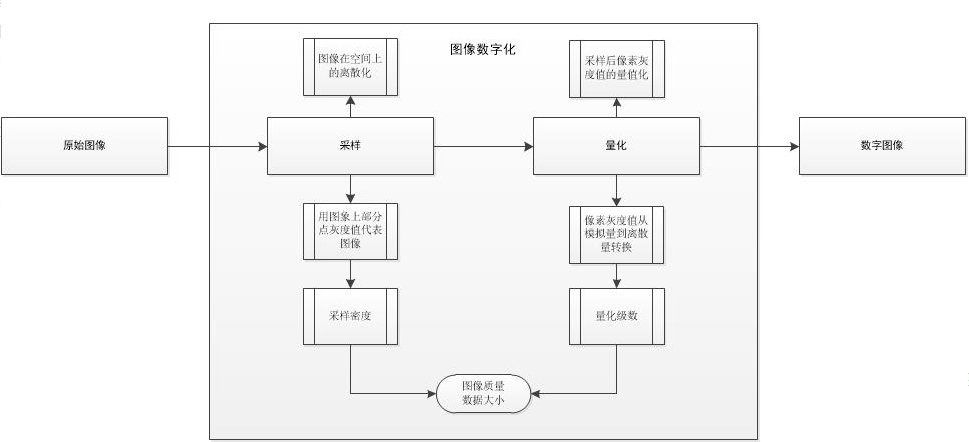 图像数字化
图像在空间上
的离散化
采样后像素灰
度值的量值化
原始图像
采样
量化
数字图像
用图象上部分
点灰度值代表
图像
像素灰度值从
模拟量到离散
量转换
采样密度
量化级数
图像质量
数据大小